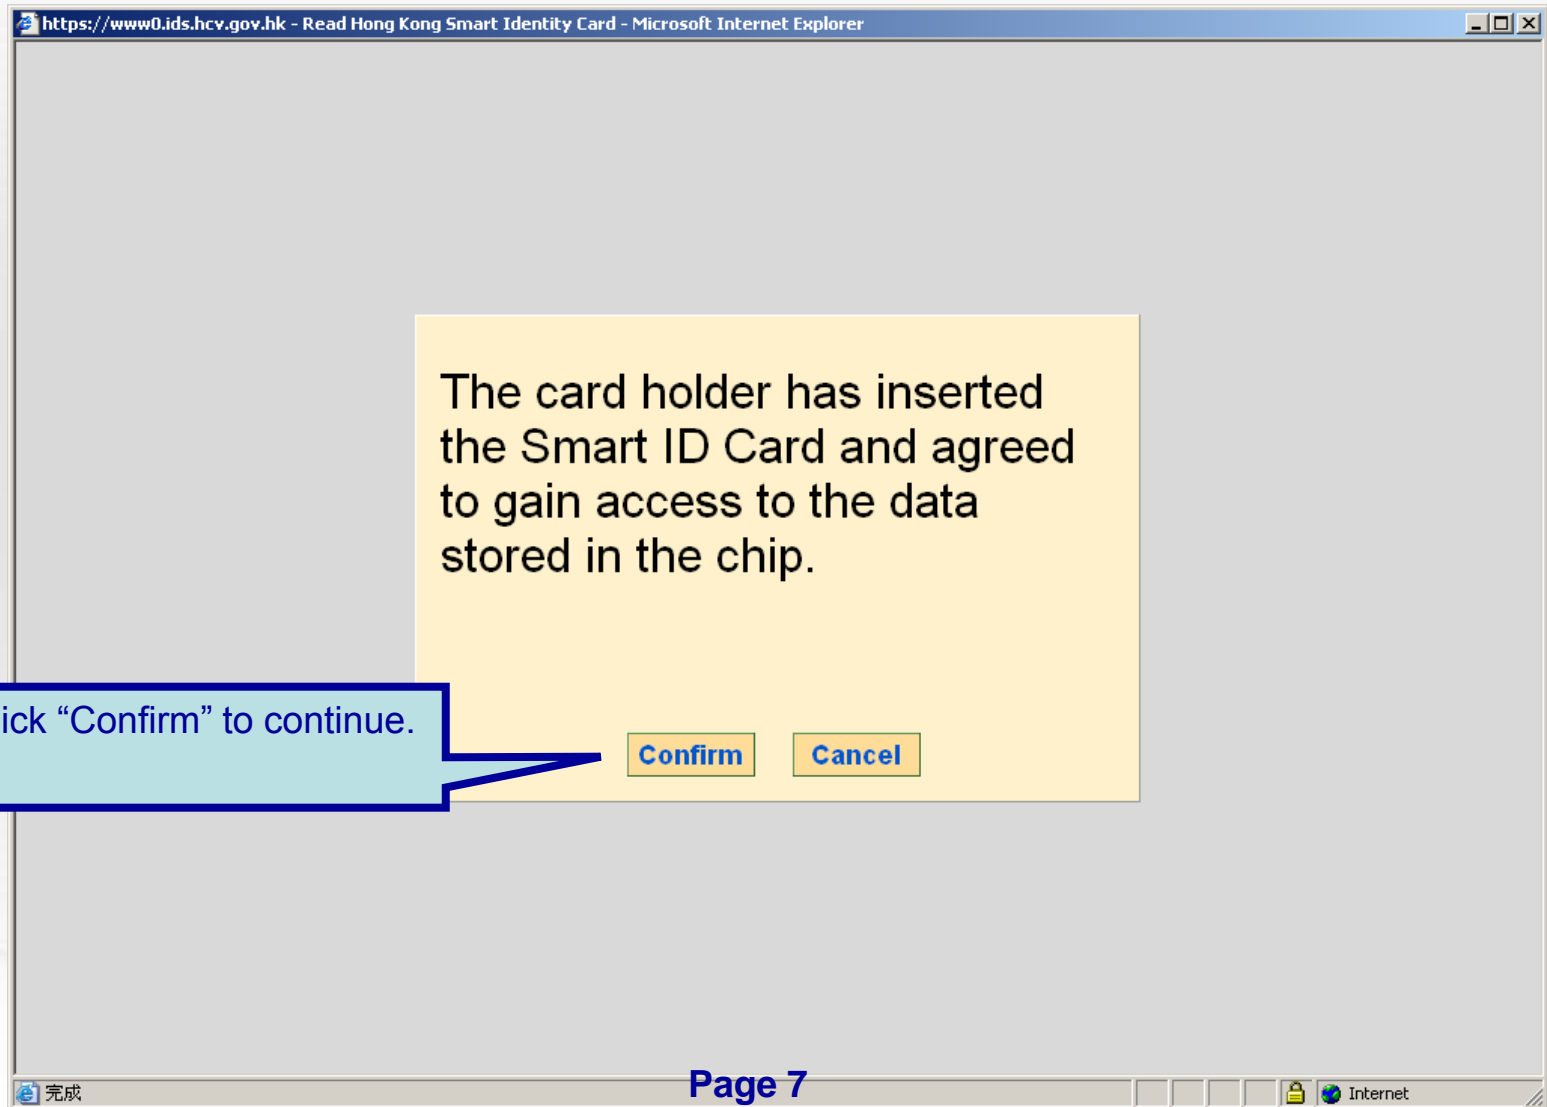 https://www0.ids.hcv.gov.hk - Read Hong Kong Smart Identity Card - Microsoft Internet Explorer
The card holder has inserted
the Smart ID Card and agreed
to gain access to the data
stored in the chip.
“Confirm” to continue.
Confirm Cancel
Page 7
完成 Internet